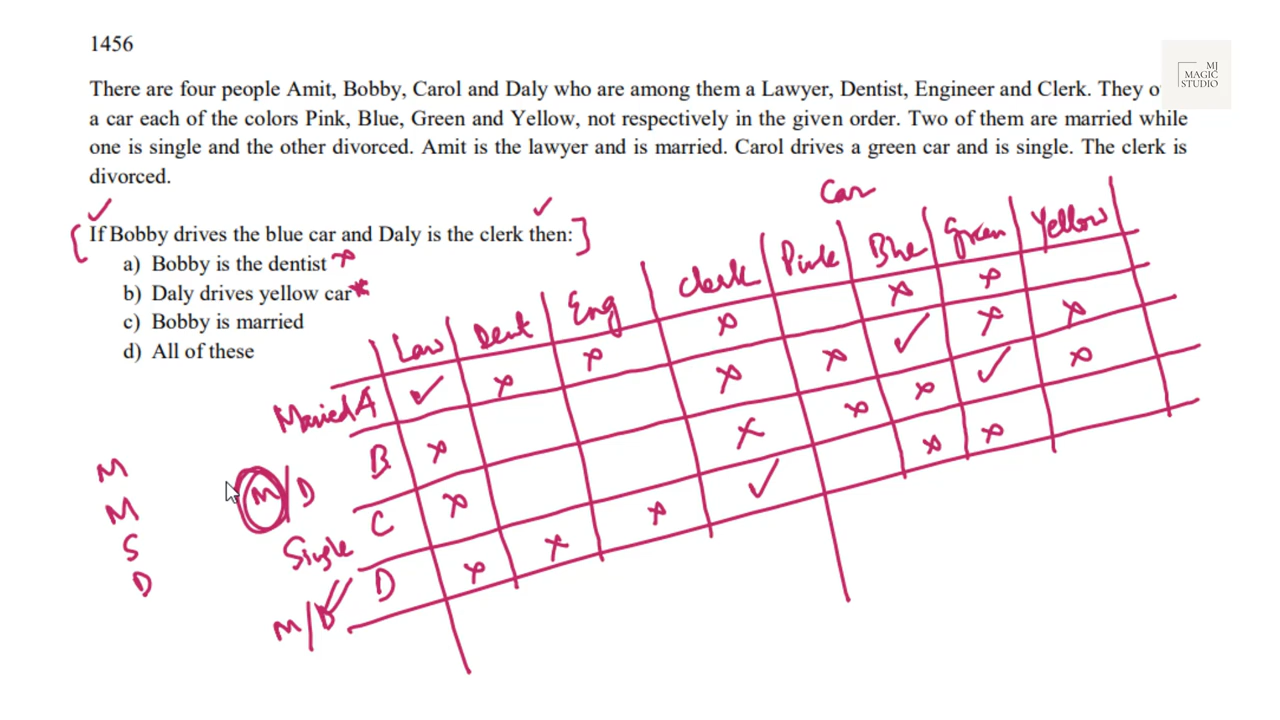 1456
MJ
MAGIC
STUDIO
There are four people Amit, Bobby, Carol and Daly who are among them a Lawyer, Dentist, Engineer and Clerk. They o
a car each of the colors Pink, Blue, Green and Yellow, not respectively in the given order. Two of them are married while
one is single and the other divorced. Amit is the lawyer and is married. Carol drives a green car and is single. The clerk is
divorced.
Car
If Bobby drives the blue car and Daly is the clerk then:
a) Bobby is the dentist
b) Daly drives yellow car
c) Bobby is married
d) All of these
Law Dent Eng Clerk Pink Blue Green Yellow
Married A
B
M/D
C
Single
D
M/D
M
M
S
D